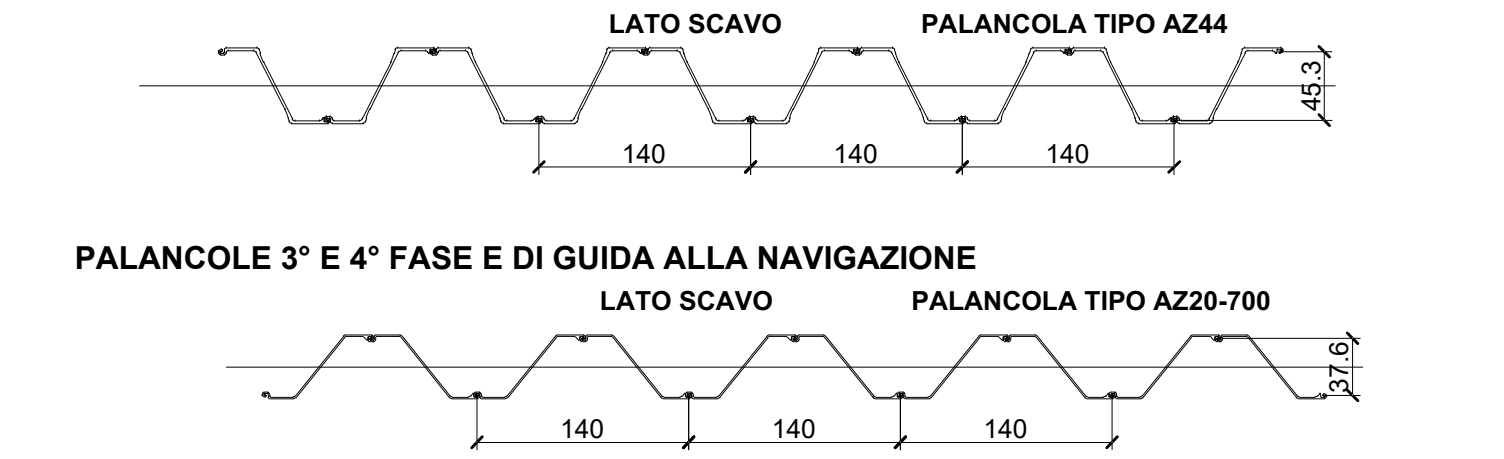 LATO SCAVO PALANCOLA TIPO AZ44
45.3
140 140 140
PALANCOLE 3° E 4° FASE E DI GUIDA ALLA NAVIGAZIONE
LATO SCAVO PALANCOLA TIPO AZ20-700
37.6
140 140 140